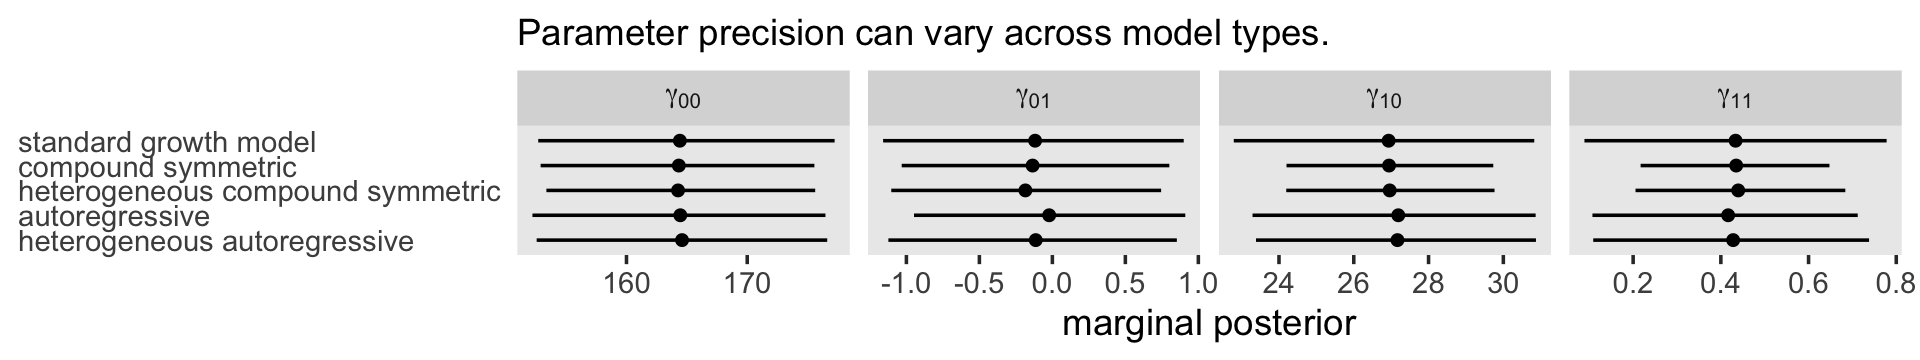 Parameter precision can vary across model types.
γ00 γ01 γ10 γ11
standard growth model
compound symmetric
heterogeneous compound symmetric
autoregressive
heterogeneous autoregressive
160 170 -1.0 -0.5 0.0 0.5 1.0 24 26 28 30 0.2 0.4 0.6 0.8
marginal posterior